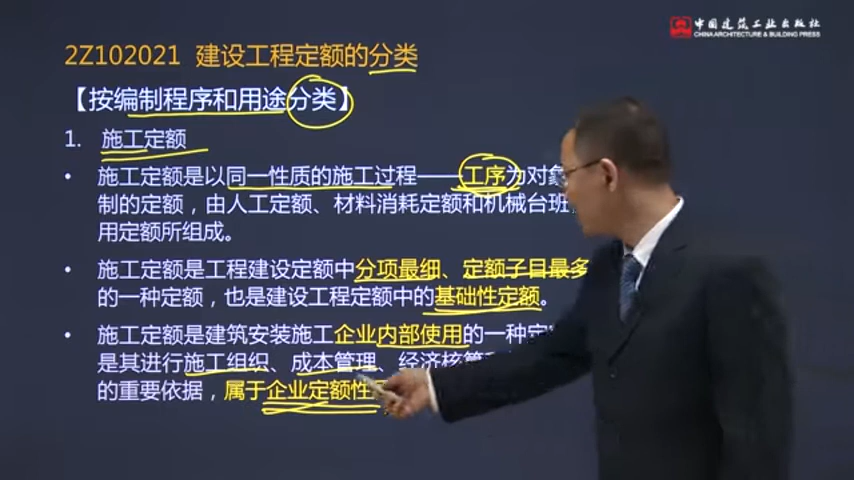 中国建筑工业出版社
CHINA ARCHITECTURE & BUILDING PRESS
2Z102021 建设工程定额的分类
【按编制程序和用途分类】
1. 施工定额
• 施工定额是以同一性质的施工过程——工序为对象
制的定额，由人工定额、材料消耗定额和机械台班
用定额所组成。
• 施工定额是工程建设定额中分项最细、定额子目最多
的一种定额，也是建设工程定额中的基础性定额。
• 施工定额是建筑安装施工企业内部使用的一种定
是其进行施工组织、成本管理、经济核算
的重要依据，属于企业定额性